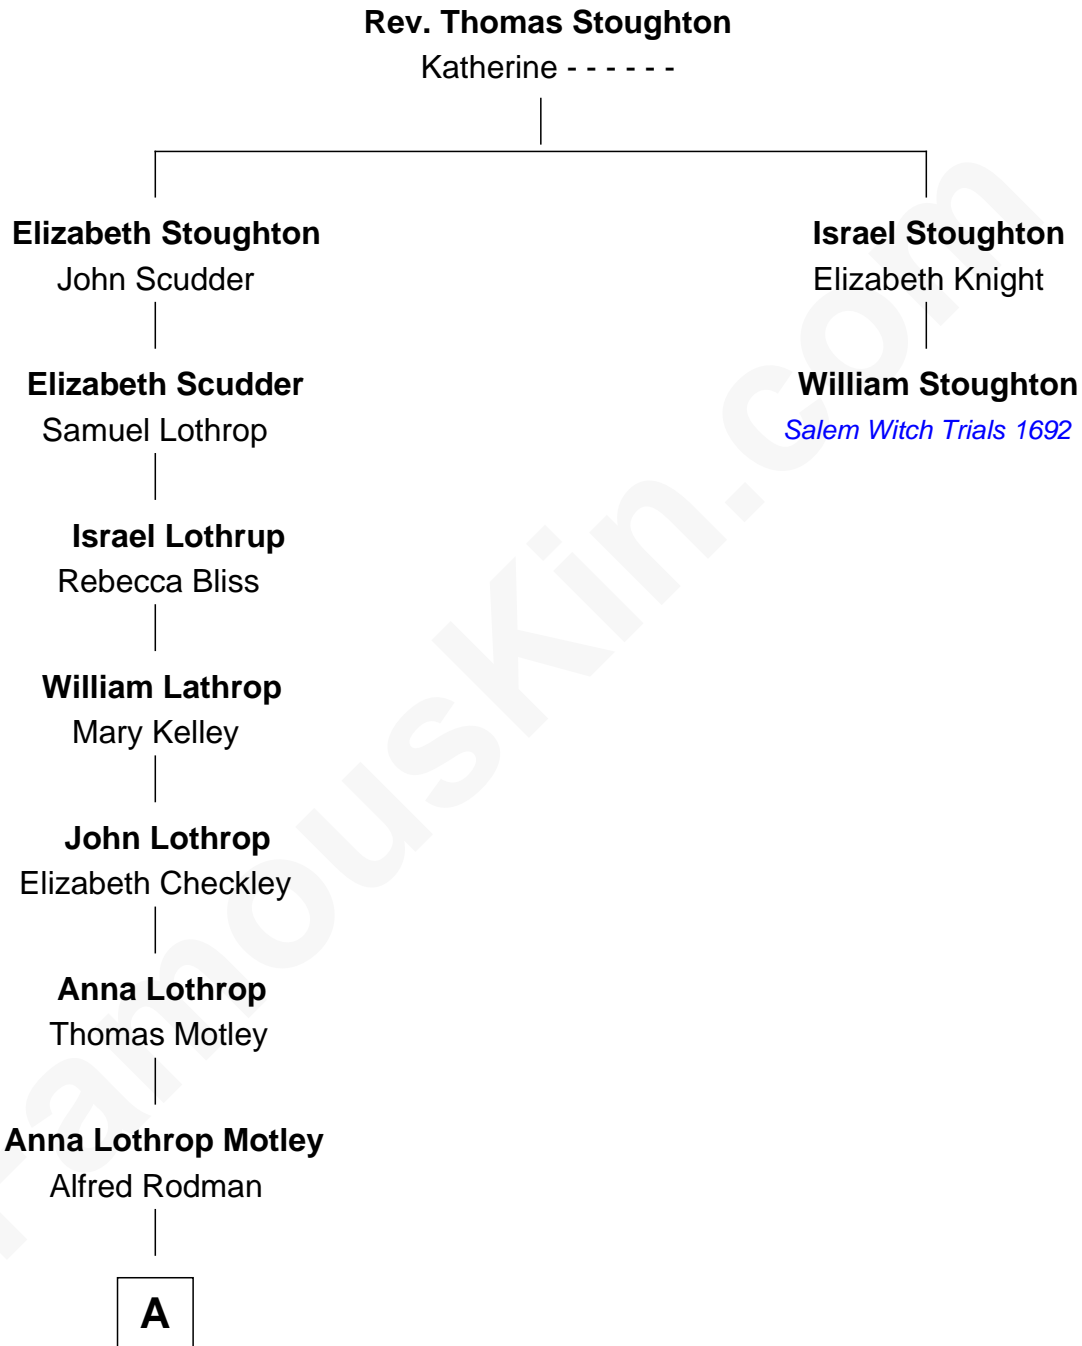 Rev. Thomas Stoughton
Katherine - - - - - -
Elizabeth Stoughton
John Scudder
Israel Stoughton
Elizabeth Knight
Elizabeth Scudder
Samuel Lothrop
William Stoughton
Salem Witch Trials 1692
Israel Lothrup
Rebecca Bliss
William Lathrop
Mary Kelley
John Lothrop
Elizabeth Checkley
Anna Lothrop
Thomas Motley
Anna Lothrop Motley
Alfred Rodman
A
FamousKin.com